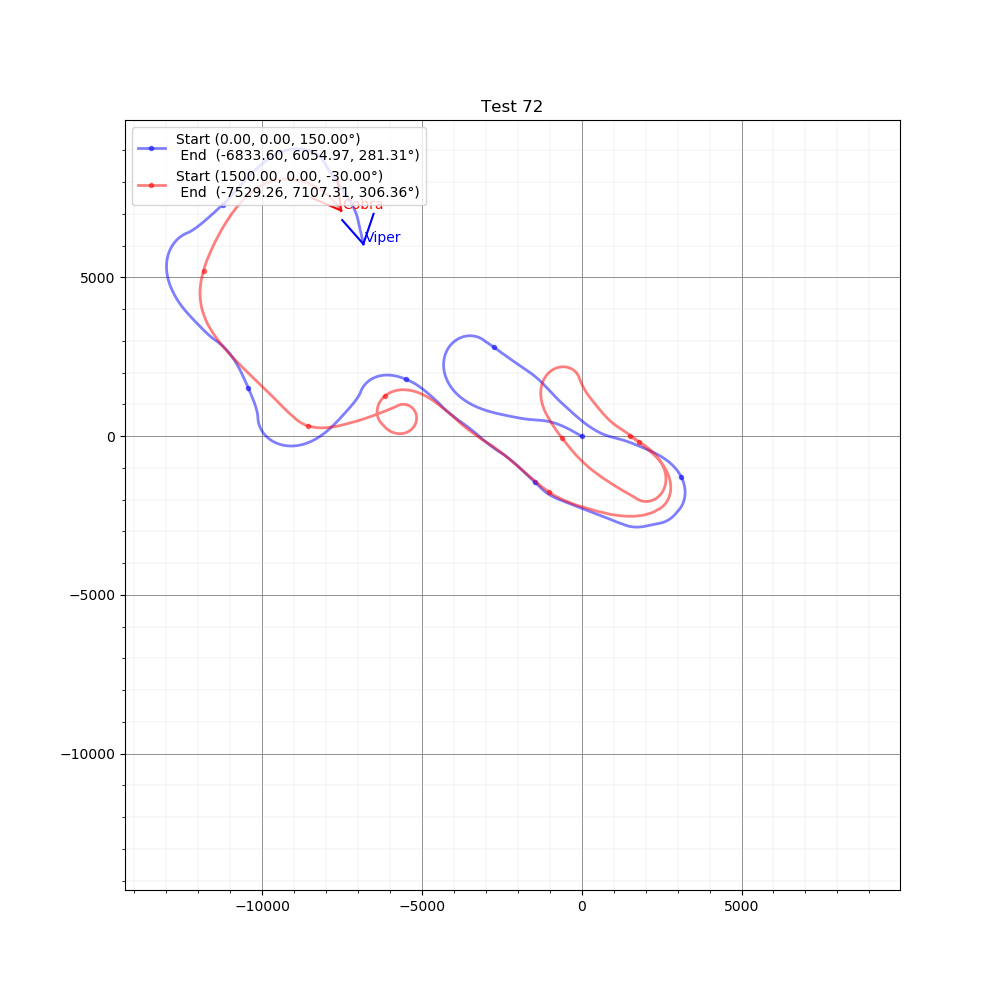 Test 72
Start (0.00, 0.00, 150.00°)
End (-6833.60, 6054.97, 281.31°)
Start (1500.00, 0.00, -30.00°)
End (-7529.26, 7107.31, 306.36°)
Cobra
Viper
5000
0
−5000
−10000
−10000
−5000
0
5000